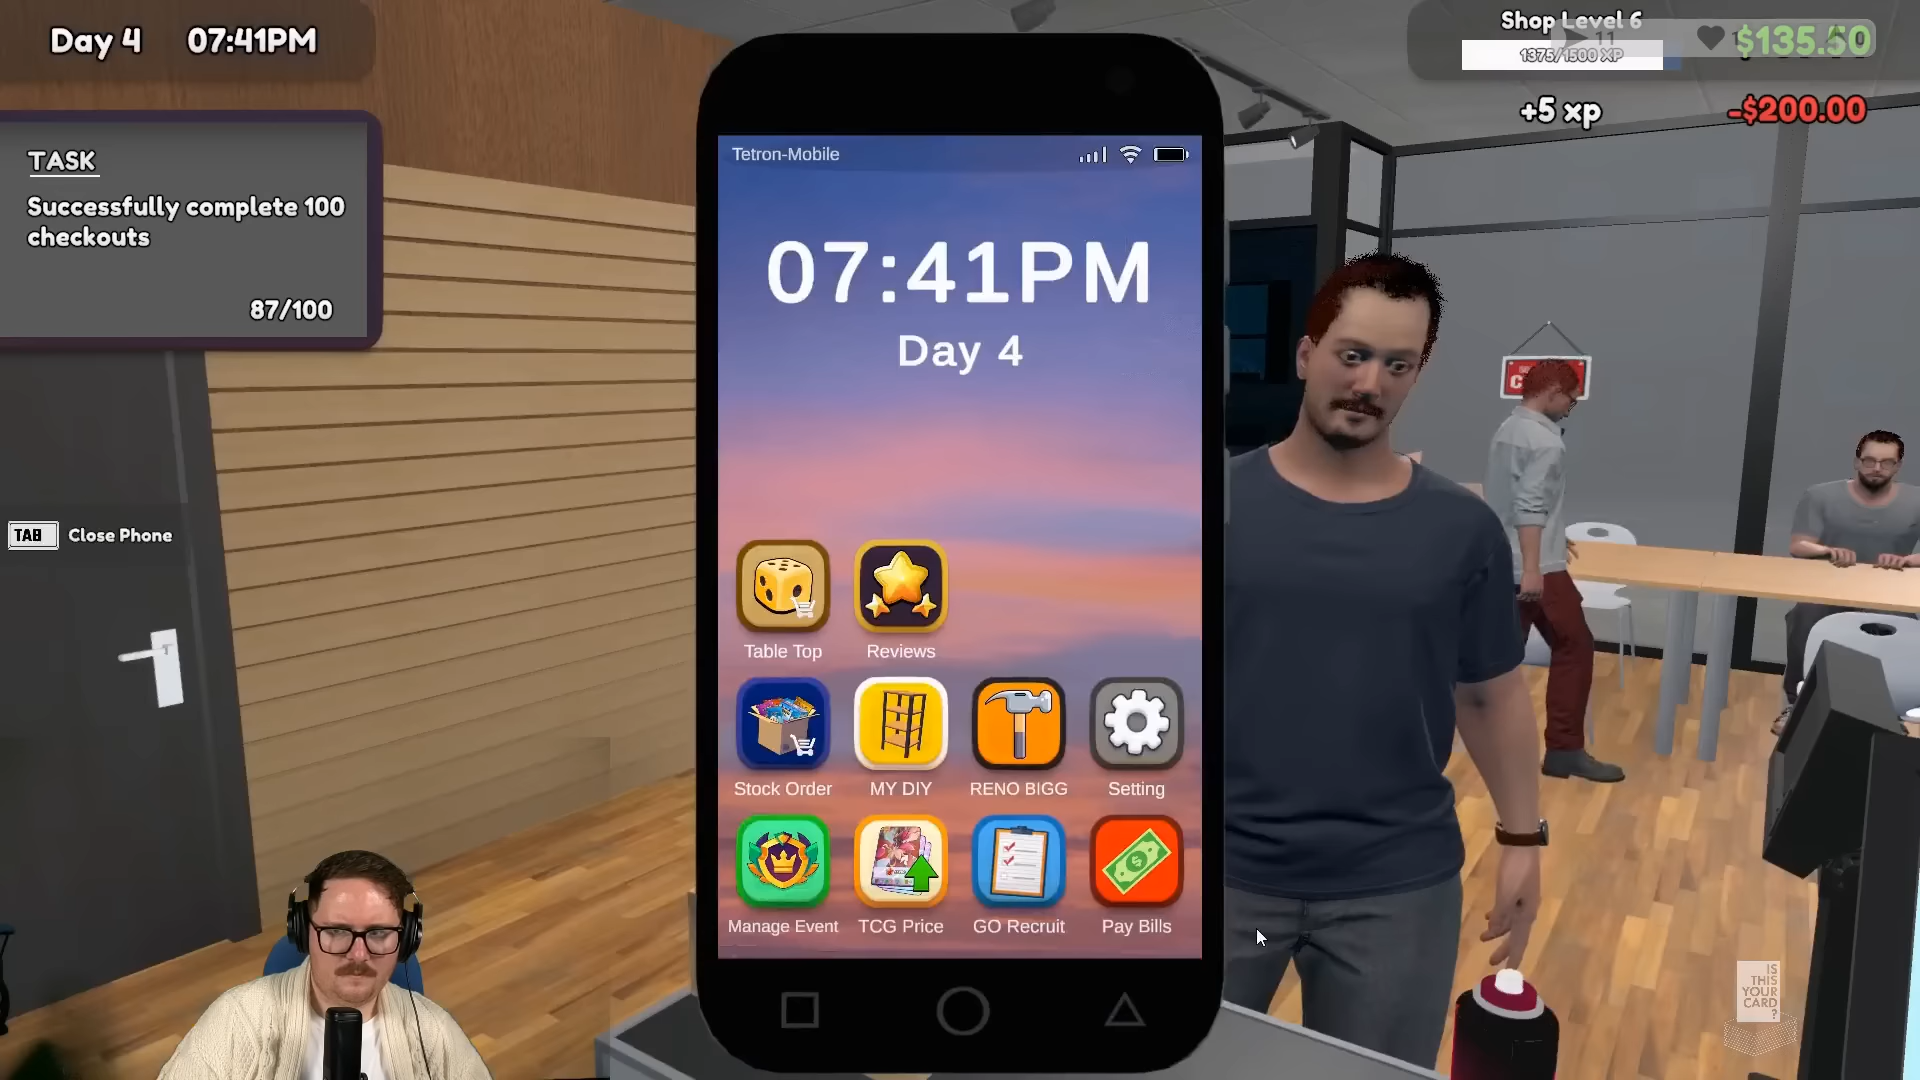 Day 4 07:41PM
Shop Level 6
11
$135.50
1375/1500 XP
+5 xp
-$200.00
TASK
Successfully complete 100
checkouts
87/100
TAB Close Phone
Tetron-Mobile
07:41PM
Day 4
Table Top Reviews
Stock Order MY DIY RENO BIGG Setting
Manage Event TCG Price GO Recruit Pay Bills
IS
THIS
YOUR
CARD
?